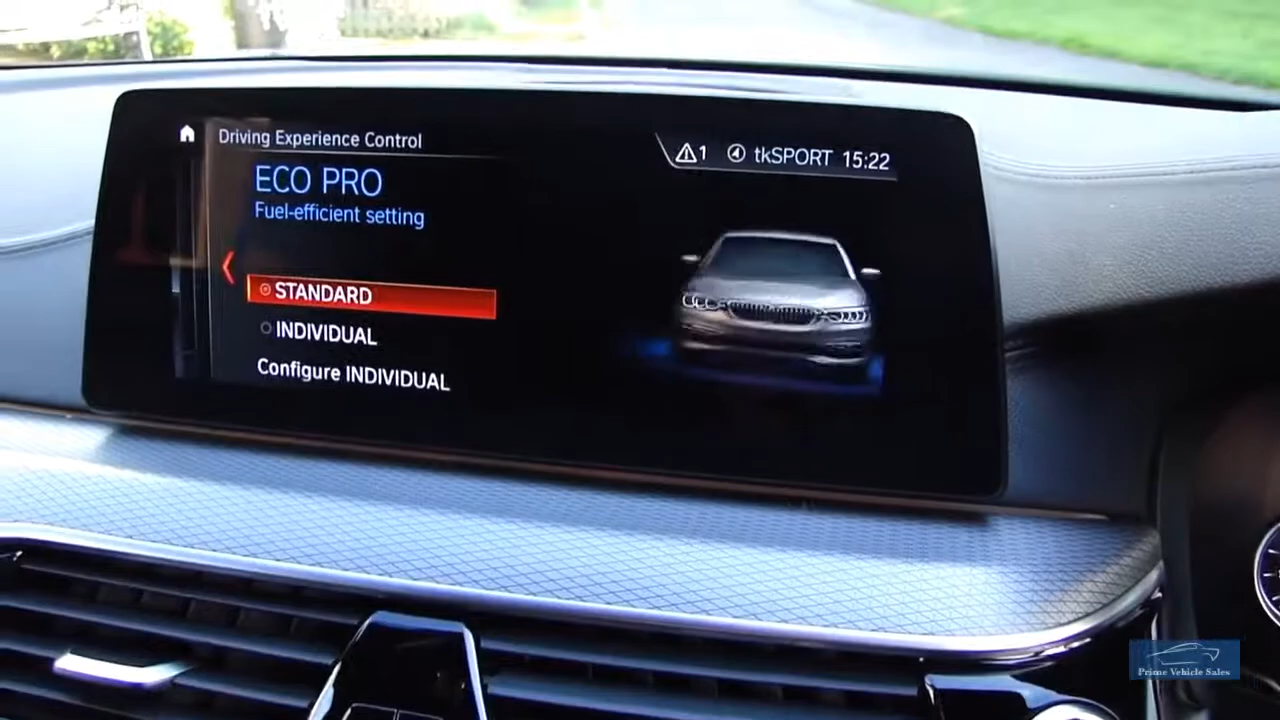 Driving Experience Control
1 tkSPORT 15:22
ECO PRO
Fuel-efficient setting
STANDARD
INDIVIDUAL
Configure INDIVIDUAL
Prime Vehicle Sales